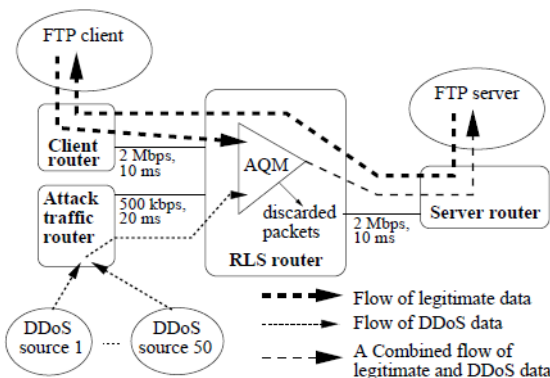 FTP client
FTP server
Client
router
2 Mbps,
10 ms
AQM
Attack
traffic
router
500 kbps,
20 ms
discarded
packets
RLS router
2 Mbps,
10 ms
Server router
DDoS
source 1
....
DDoS
source 50
Flow of legitimate data
Flow of DDoS data
A Combined flow of
legitimate and DDoS data